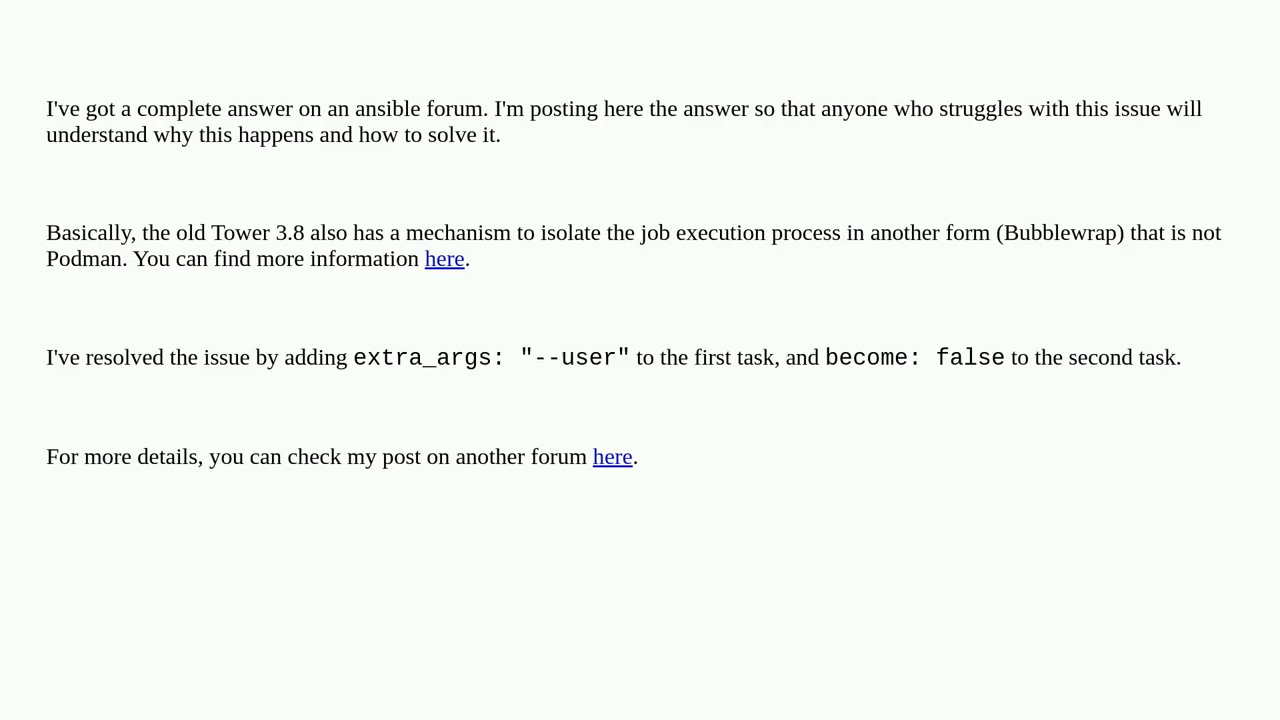 I've got a complete answer on an ansible forum. I'm posting here the answer so that anyone who struggles with this issue will
understand why this happens and how to solve it.
Basically, the old Tower 3.8 also has a mechanism to isolate the job execution process in another form (Bubblewrap) that is not
Podman. You can find more information here.
I've resolved the issue by adding extra_args: "--user" to the first task, and become: false to the second task.
For more details, you can check my post on another forum here.